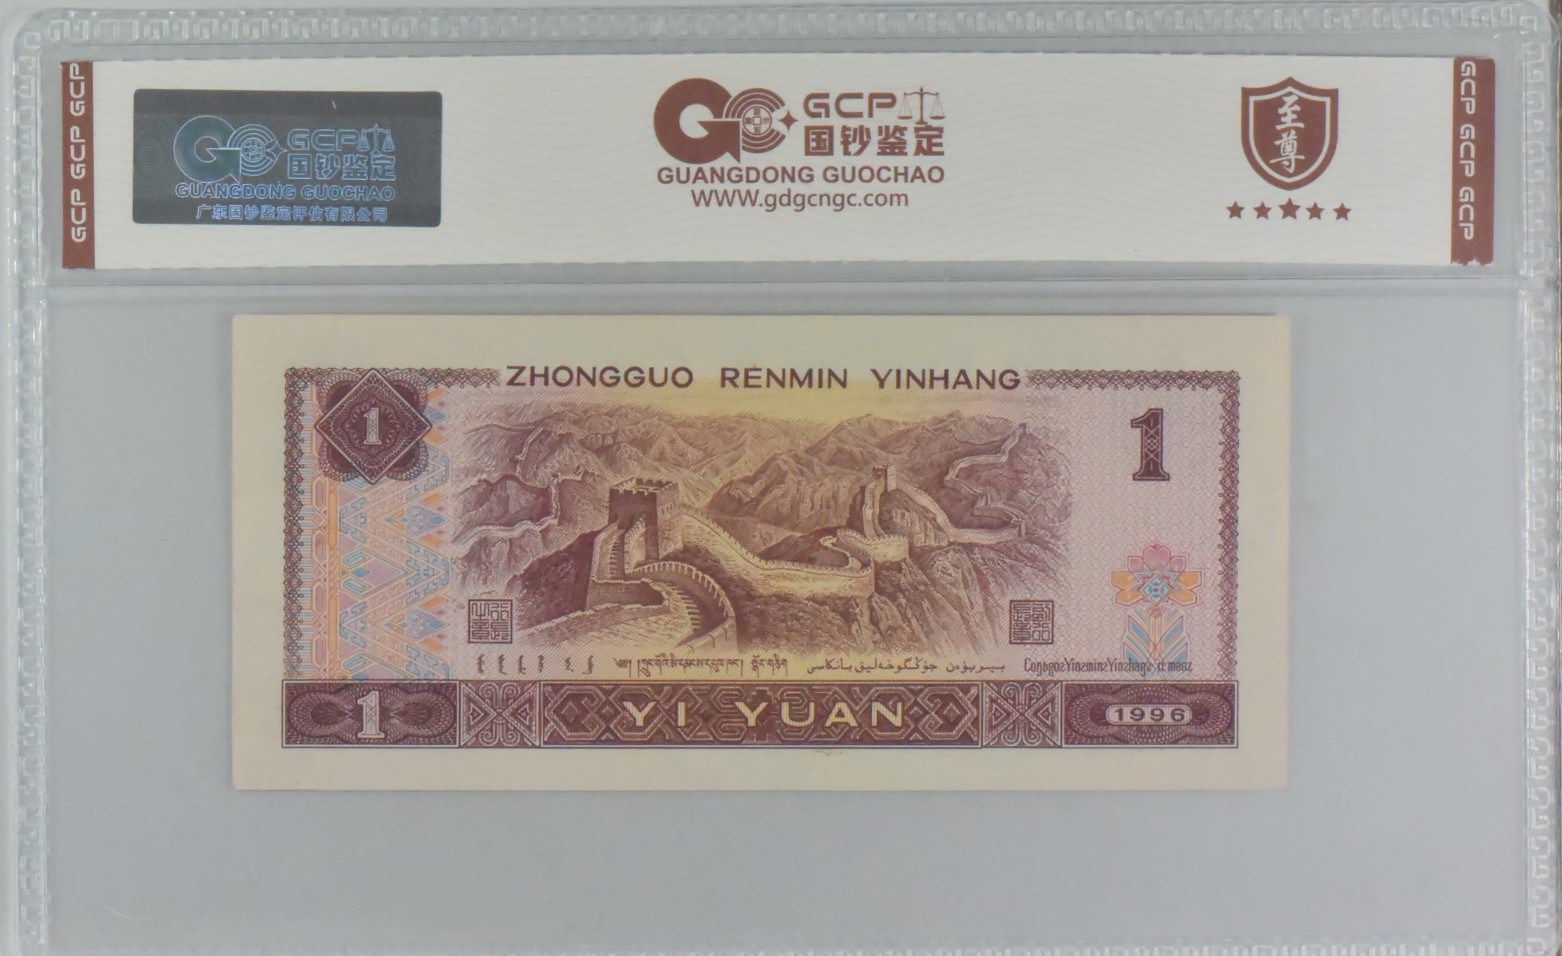 GCP GCP GCP
GCP
国钞鉴定
GUANGDONG GUOCHAO
广东国钞鉴定评估有限公司
GCP
国钞鉴定
GUANGDONG GUOCHAO
WWW.gdgcngc.com
至尊
GCP GCP GCP
ZHONGGUO RENMIN YINHANG
1
1
1
YI YUAN
1996